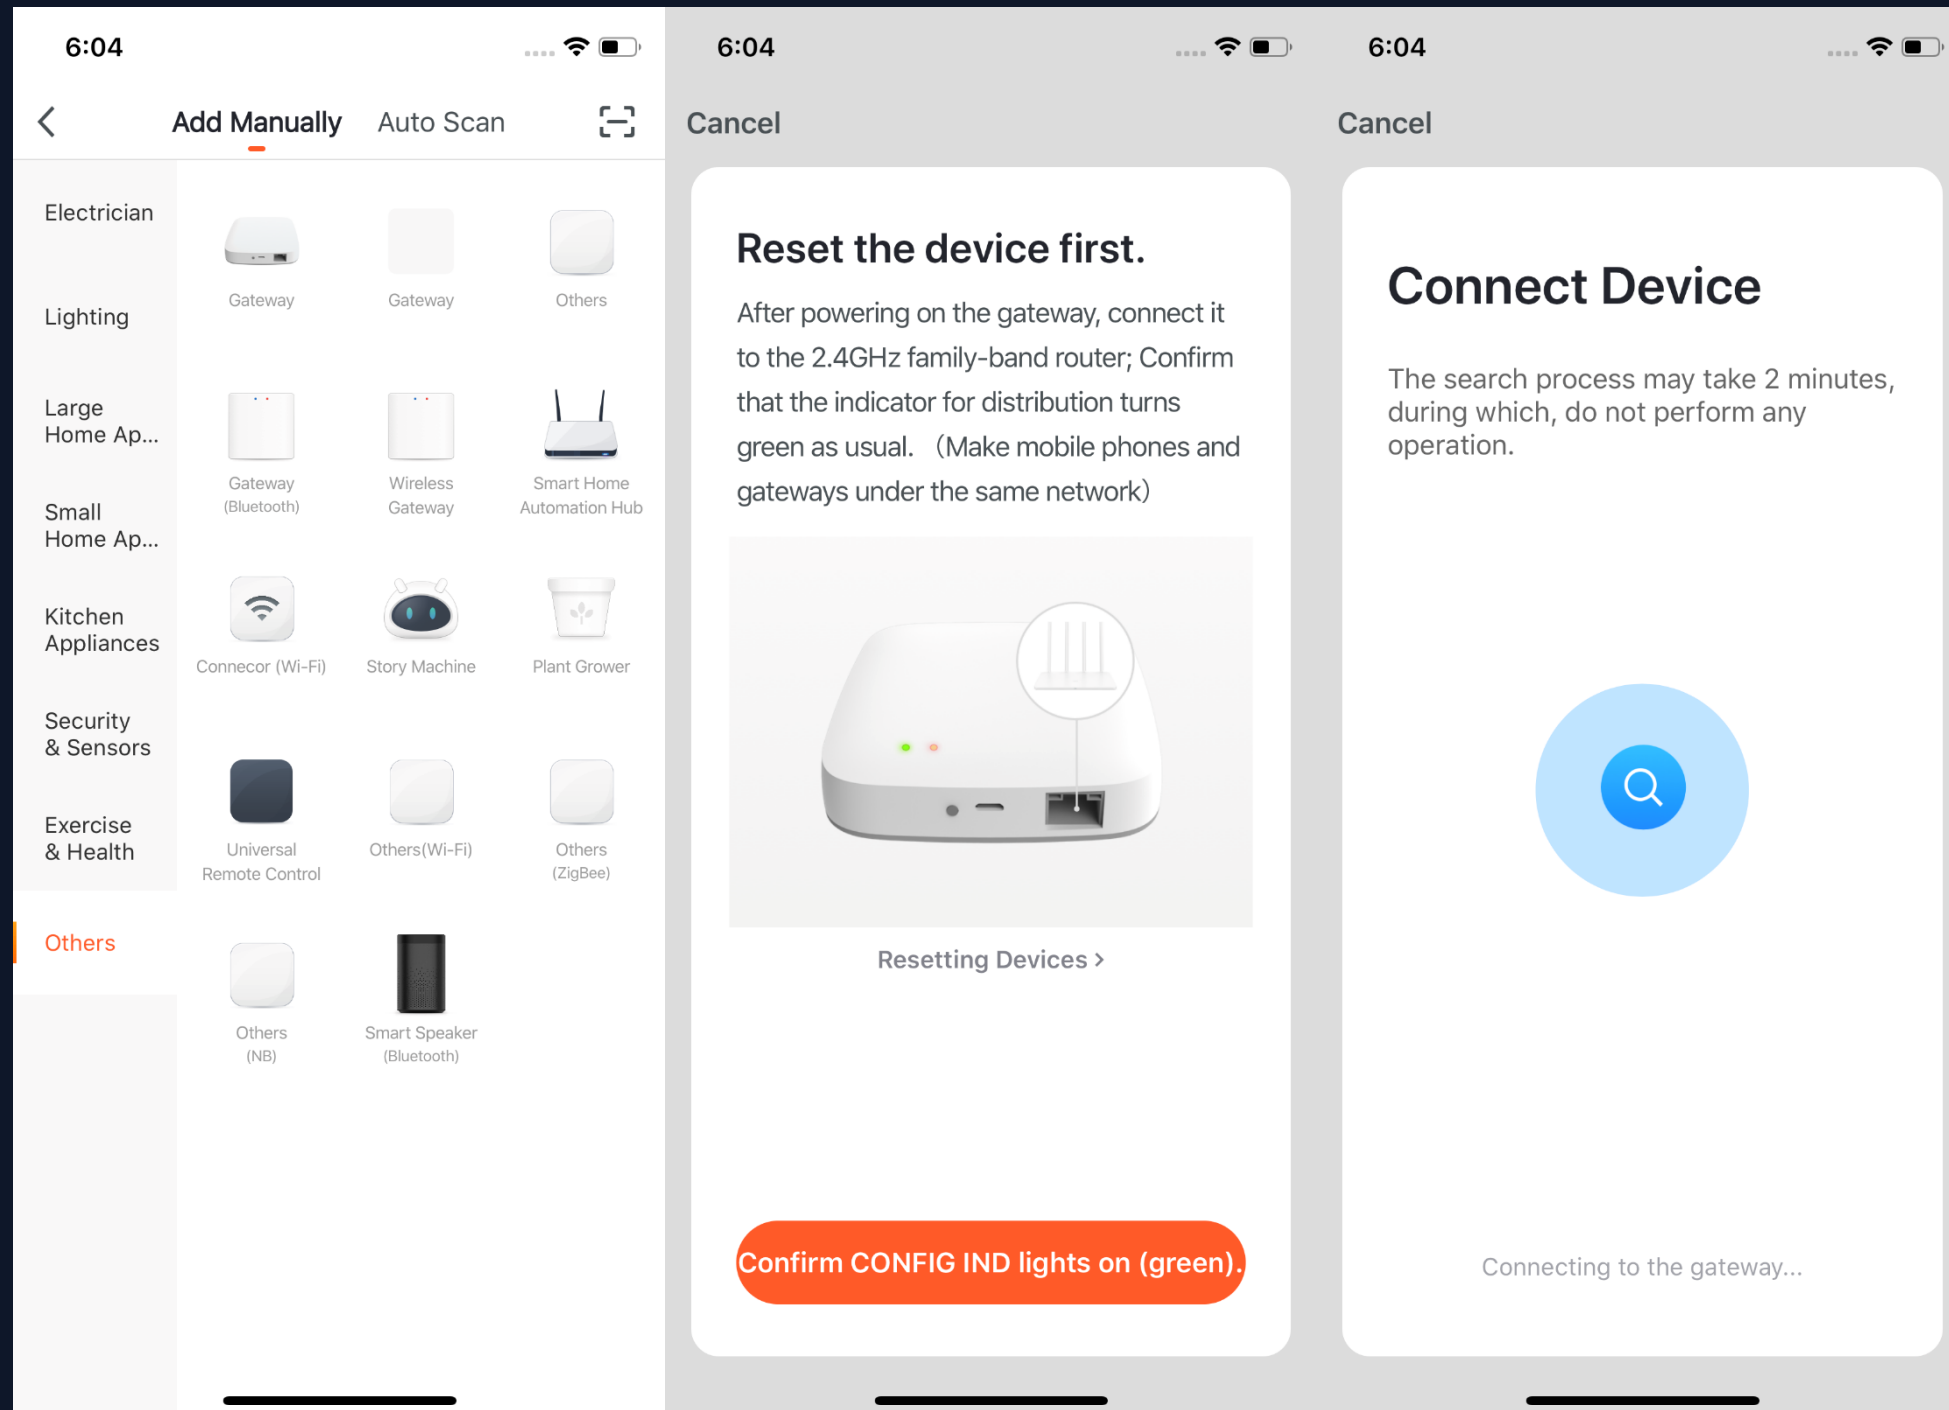 6:04
Add Manually
Auto Scan
Electrician
Lighting
Large
Home Ap...
Small
Home Ap...
Kitchen
Appliances
Security
& Sensors
Exercise
& Health
Others
Gateway
Gateway
Others
Gateway
(Bluetooth)
Wireless
Gateway
Smart Home
Automation Hub
Connecor (Wi-Fi)
Story Machine
Plant Grower
Universal
Remote Control
Others(Wi-Fi)
Others
(ZigBee)
Others
(NB)
Smart Speaker
(Bluetooth)
6:04
Cancel
Reset the device first.
After powering on the gateway, connect it
to the 2.4GHz family-band router; Confirm
that the indicator for distribution turns
green as usual.（Make mobile phones and
gateways under the same network）
Resetting Devices >
Confirm CONFIG IND lights on (green).
6:04
Cancel
Connect Device
The search process may take 2 minutes,
during which, do not perform any
operation.
Connecting to the gateway...